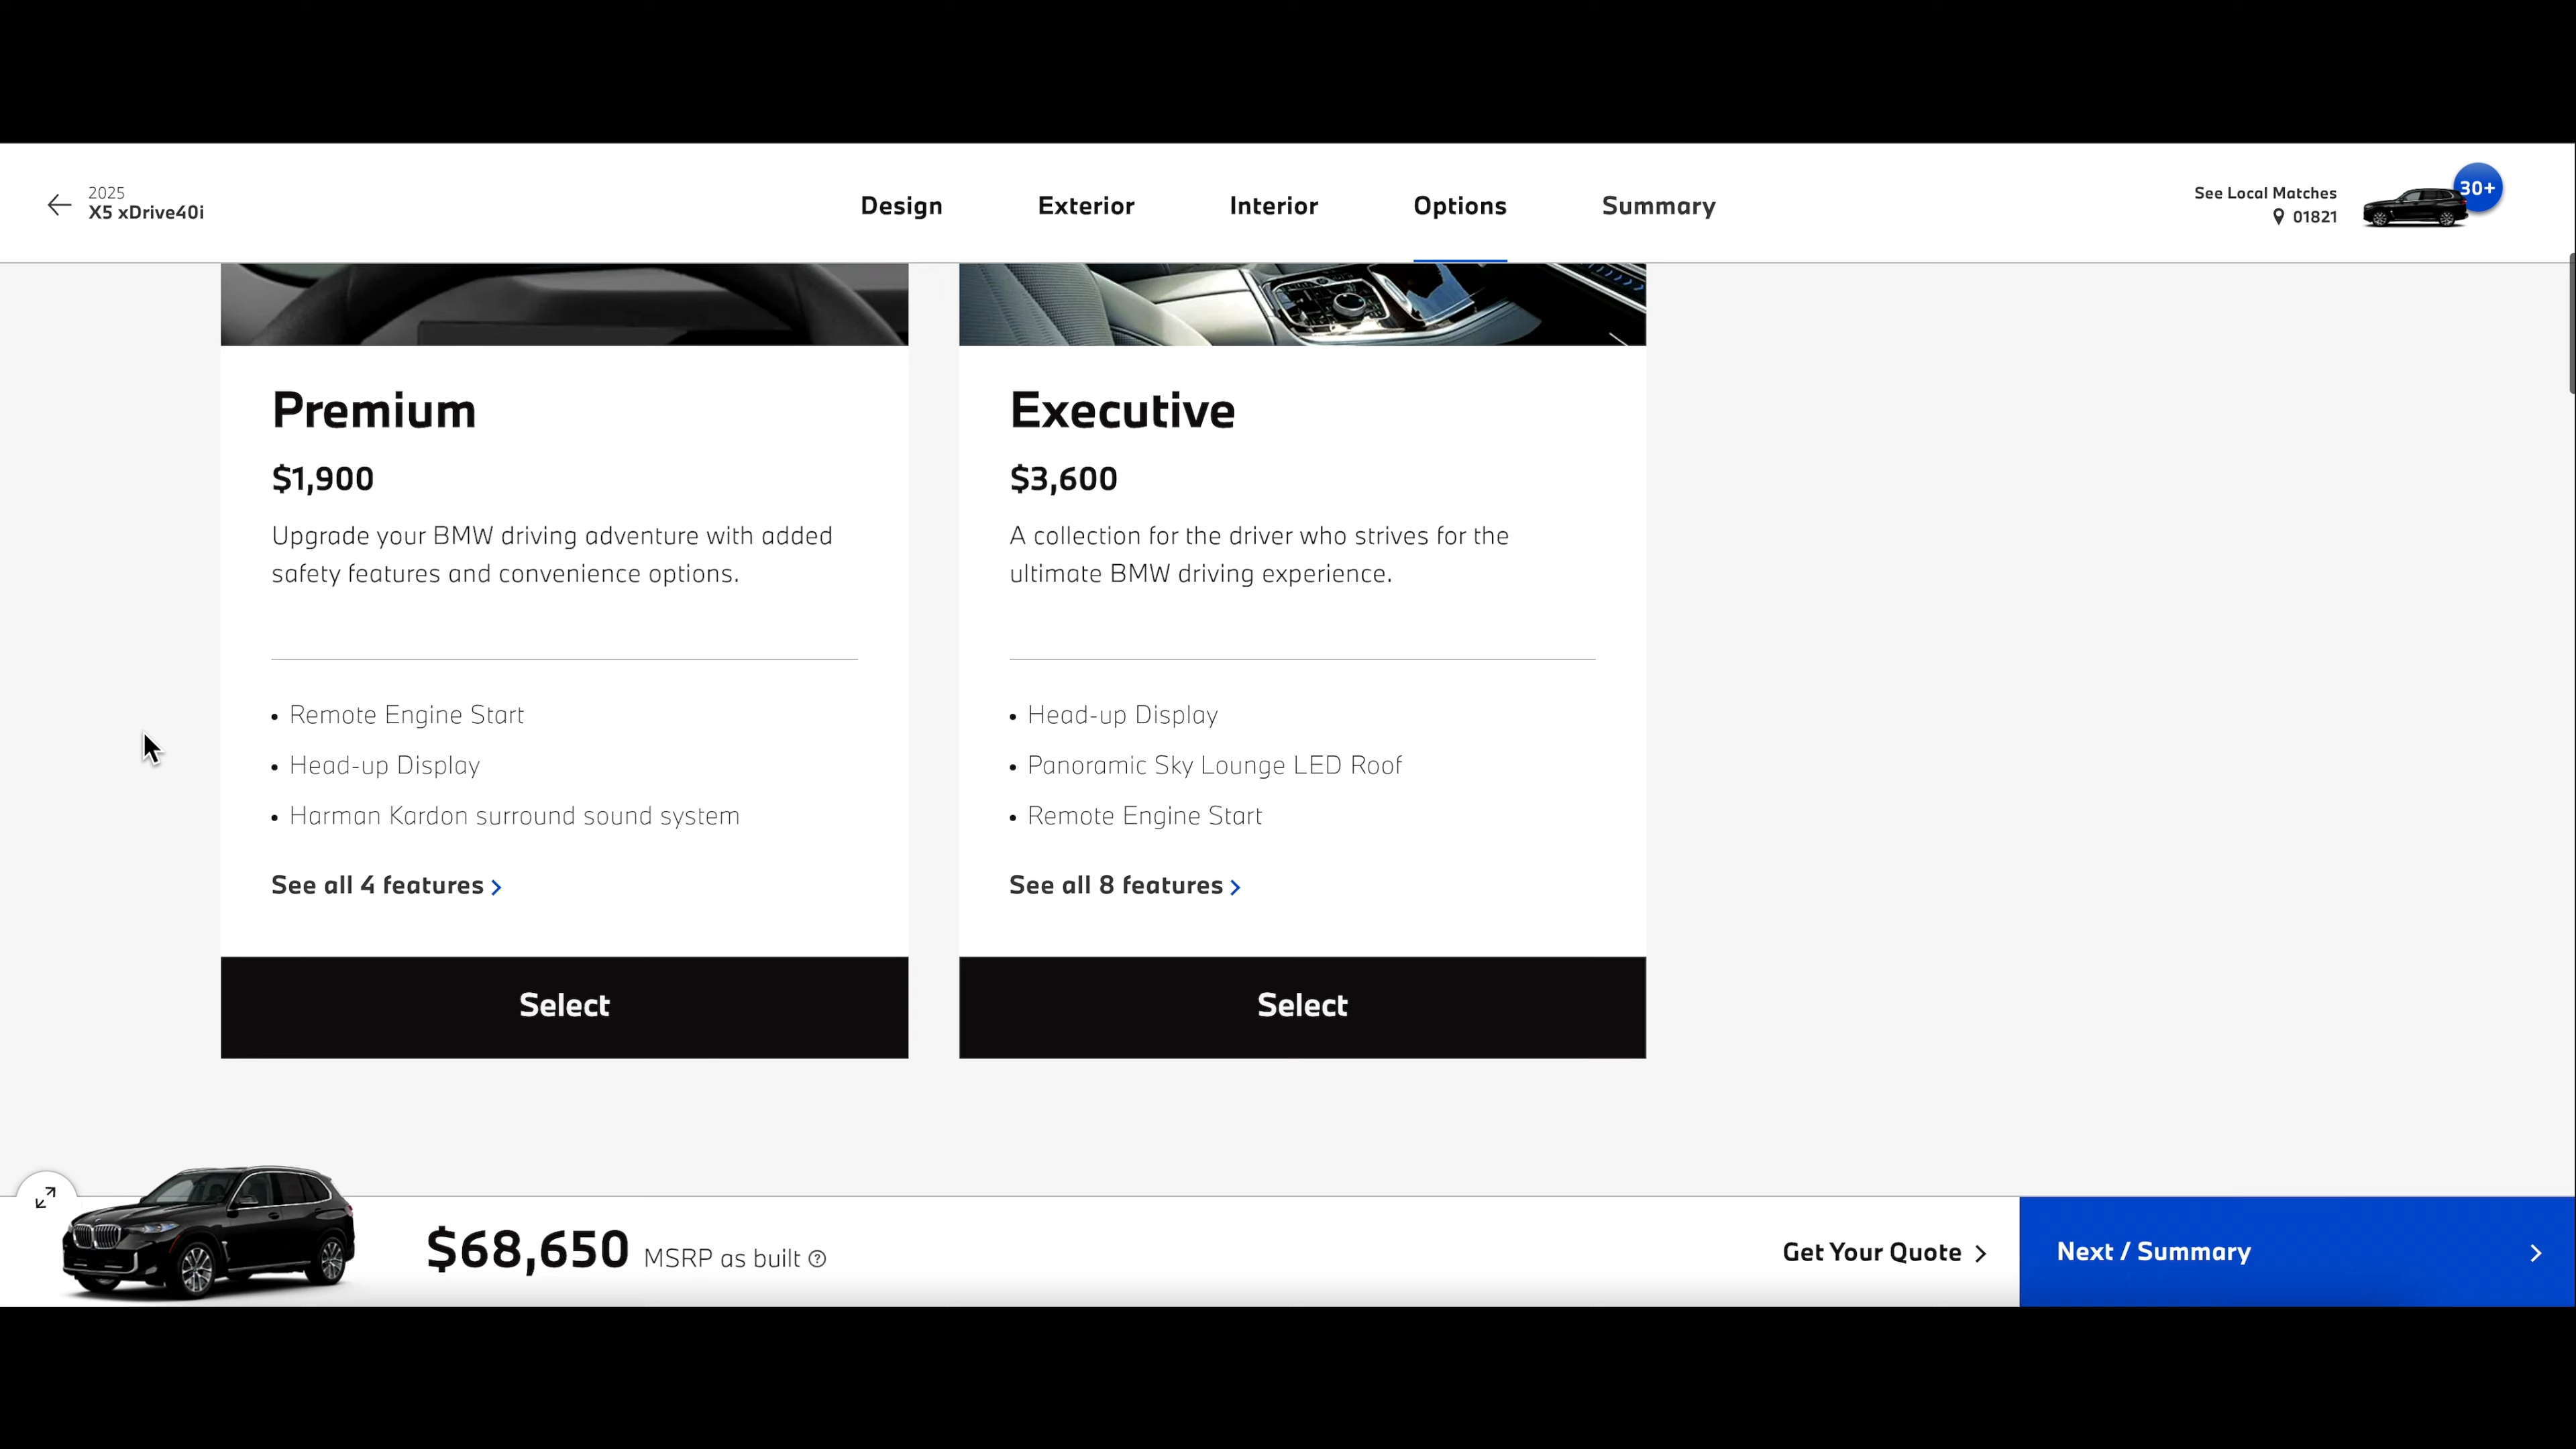 2025
X5 xDrive40i
Design
Exterior
Interior
Options
Summary
See Local Matches
01821
30+
Premium
$1,900
Upgrade your BMW driving adventure with added
safety features and convenience options.
• Remote Engine Start
• Head-up Display
• Harman Kardon surround sound system
See all 4 features
Select
Executive
$3,600
A collection for the driver who strives for the
ultimate BMW driving experience.
• Head-up Display
• Panoramic Sky Lounge LED Roof
• Remote Engine Start
See all 8 features
Select
$68,650 MSRP as built
Get Your Quote
Next / Summary